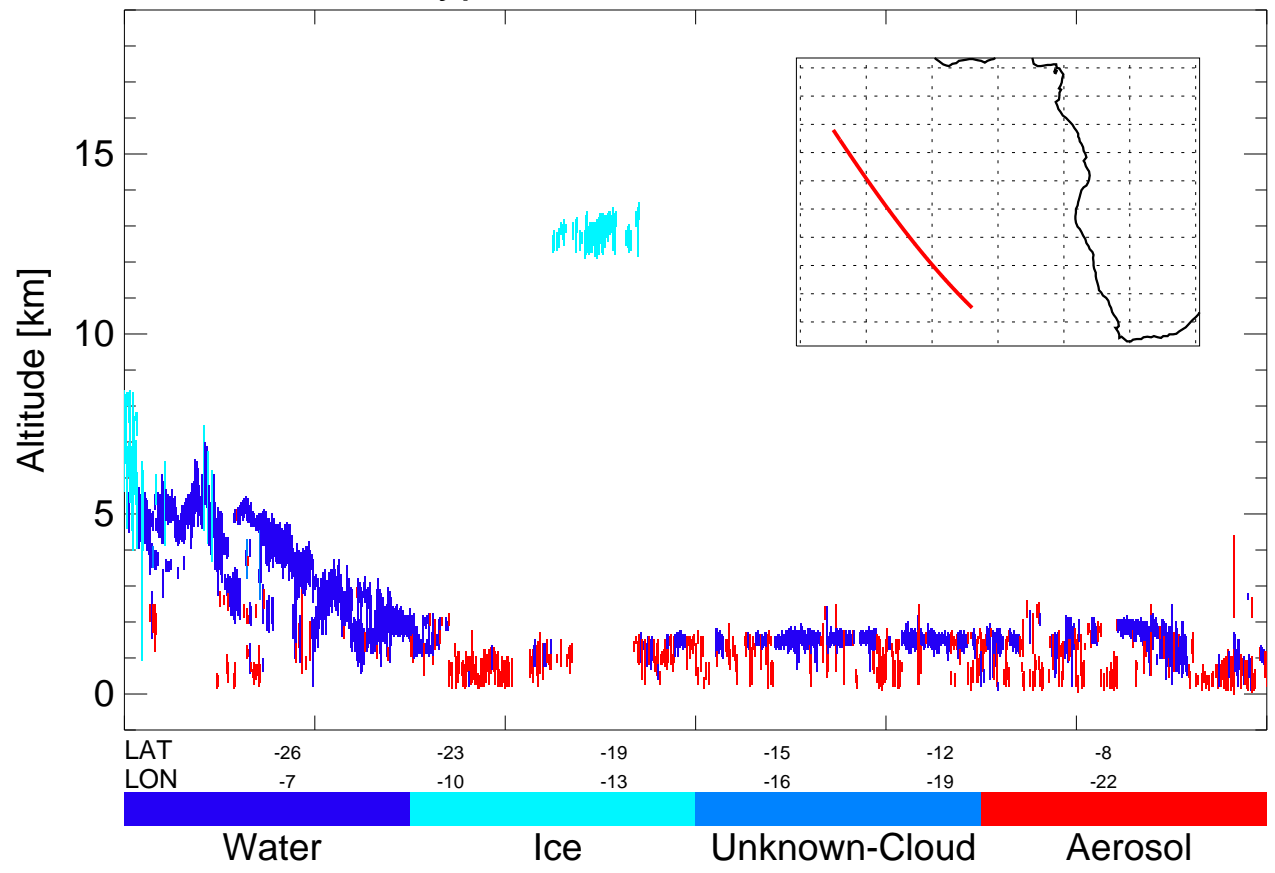 15
10
5
0
Altitude [km]
LAT -26 -23 -19 -15 -12 -8
LON -7 -10 -13 -16 -19 -22
Water Ice Unknown-Cloud Aerosol